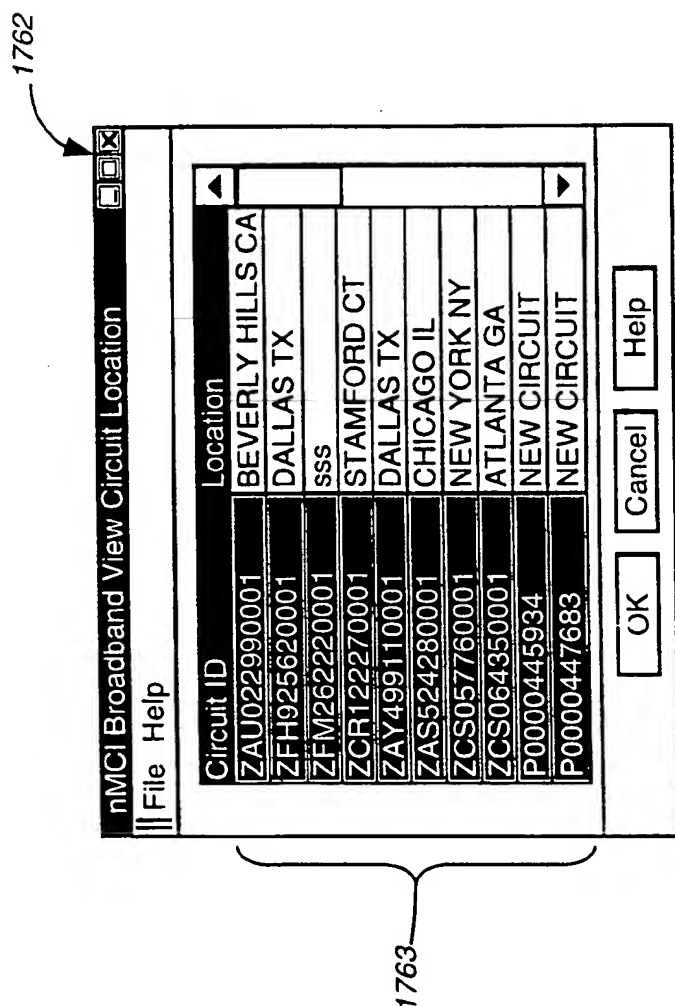 1762
nMCI Broadband View Circuit Location
File Help
Circuit ID Location
ZAU022990001 BEVERLY HILLS CA
ZFH925620001 DALLAS TX
ZFM262220001 sss
ZCR122270001 STAMFORD CT
ZAY499110001 DALLAS TX
ZAS524280001 CHICAGO IL
ZCS057760001 NEW YORK NY
ZCS064350001 ATLANTA GA
P0000445934 NEW CIRCUIT
P0000447683 NEW CIRCUIT
OK Cancel Help
1763